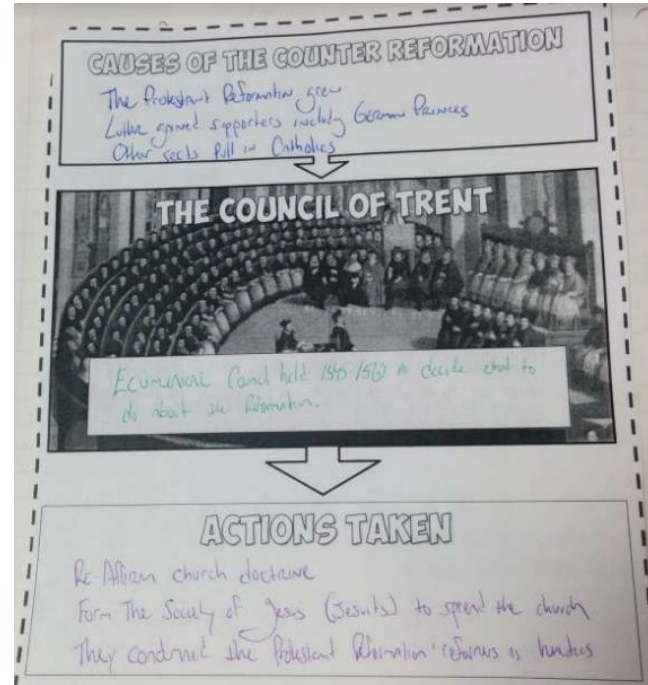 CAUSES OF THE COUNTER REFORMATION
The Protestant Reformation grew
Luther gained supporters including German Princes
Other sects pull in Catholics
THE COUNCIL OF TRENT
Ecumenical Council held 1545-1563 to decide what to
do about the Reformation.
ACTIONS TAKEN
Re-Affirm church doctrine
Form The Society of Jesus (Jesuits) to spread the church
They condemned the Protestant Reformation reformers as